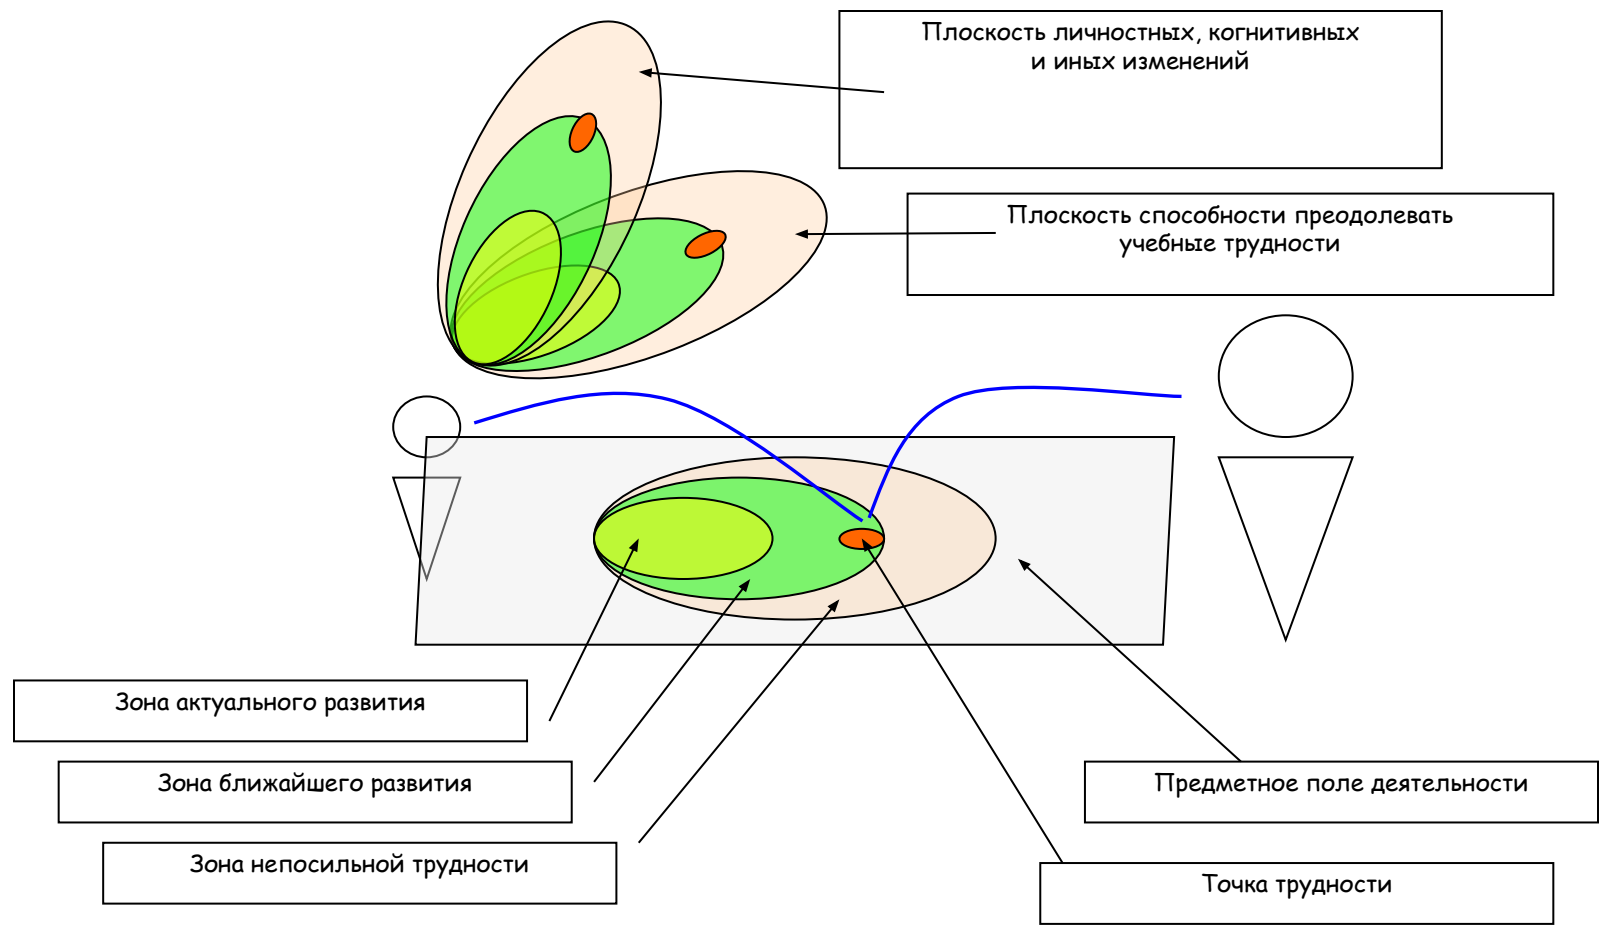 Плоскость личностных, когнитивных
и иных изменений
Плоскость способности преодолевать
учебные трудности
Зона актуального развития
Зона ближайшего развития
Предметное поле деятельности
Зона непосильной трудности
Точка трудности